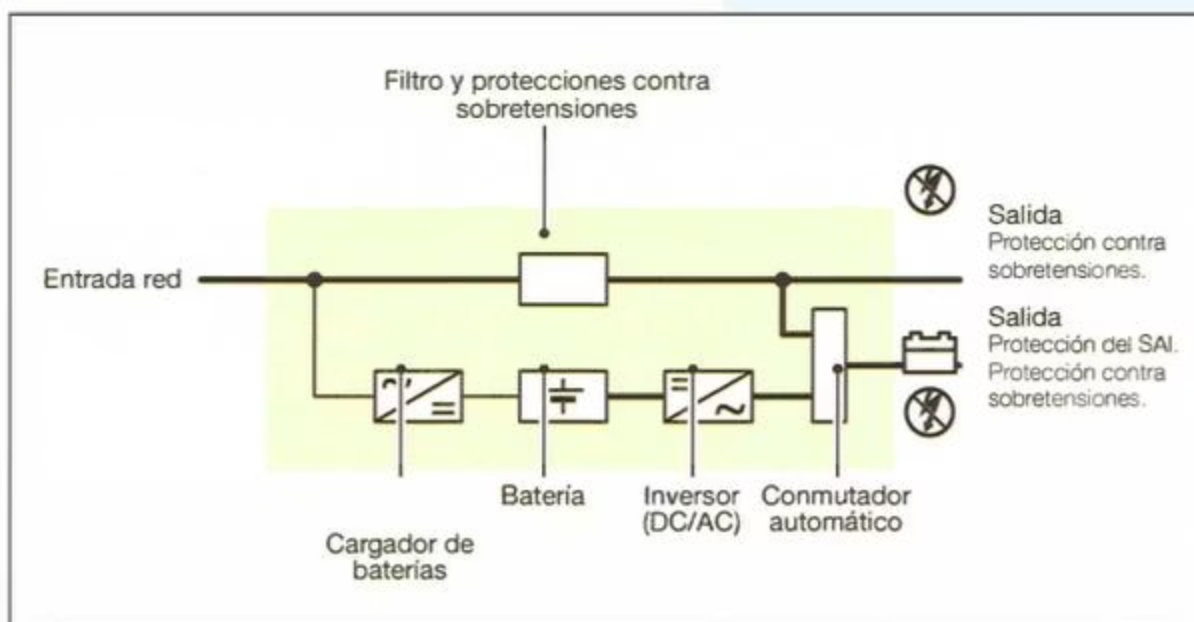 Filtro y protecciones contra
sobretensiones
Entrada red
Salida
Protección contra
sobretensiones.
Salida
Protección del SAI.
Protección contra
sobretensiones.
Batería
Inversor
(DC/AC)
Conmutador
automático
Cargador de
baterías